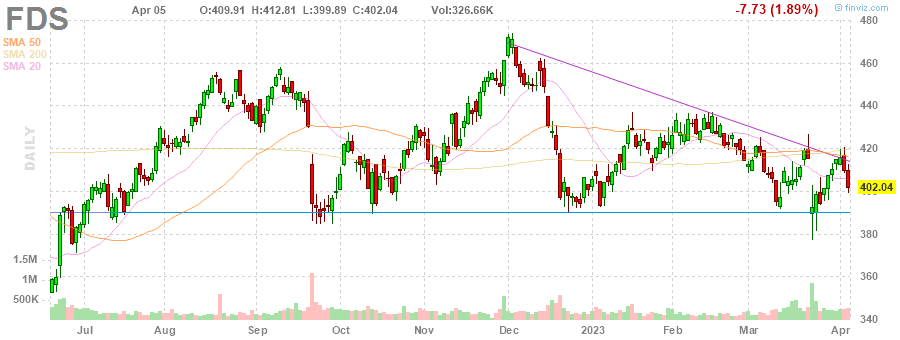 FDS Apr 05 O:409.91 H:412.81 L:399.89 C:402.04 Vol:326.66K -7.73 (1.89%) © finviz.com
SMA 50
SMA 200
SMA 20
DAILY
480
460
440
420
402.04
400
380
360
340
1.5M
1M
500K
Jul Aug Sep Oct Nov Dec 2023 Feb Mar Apr